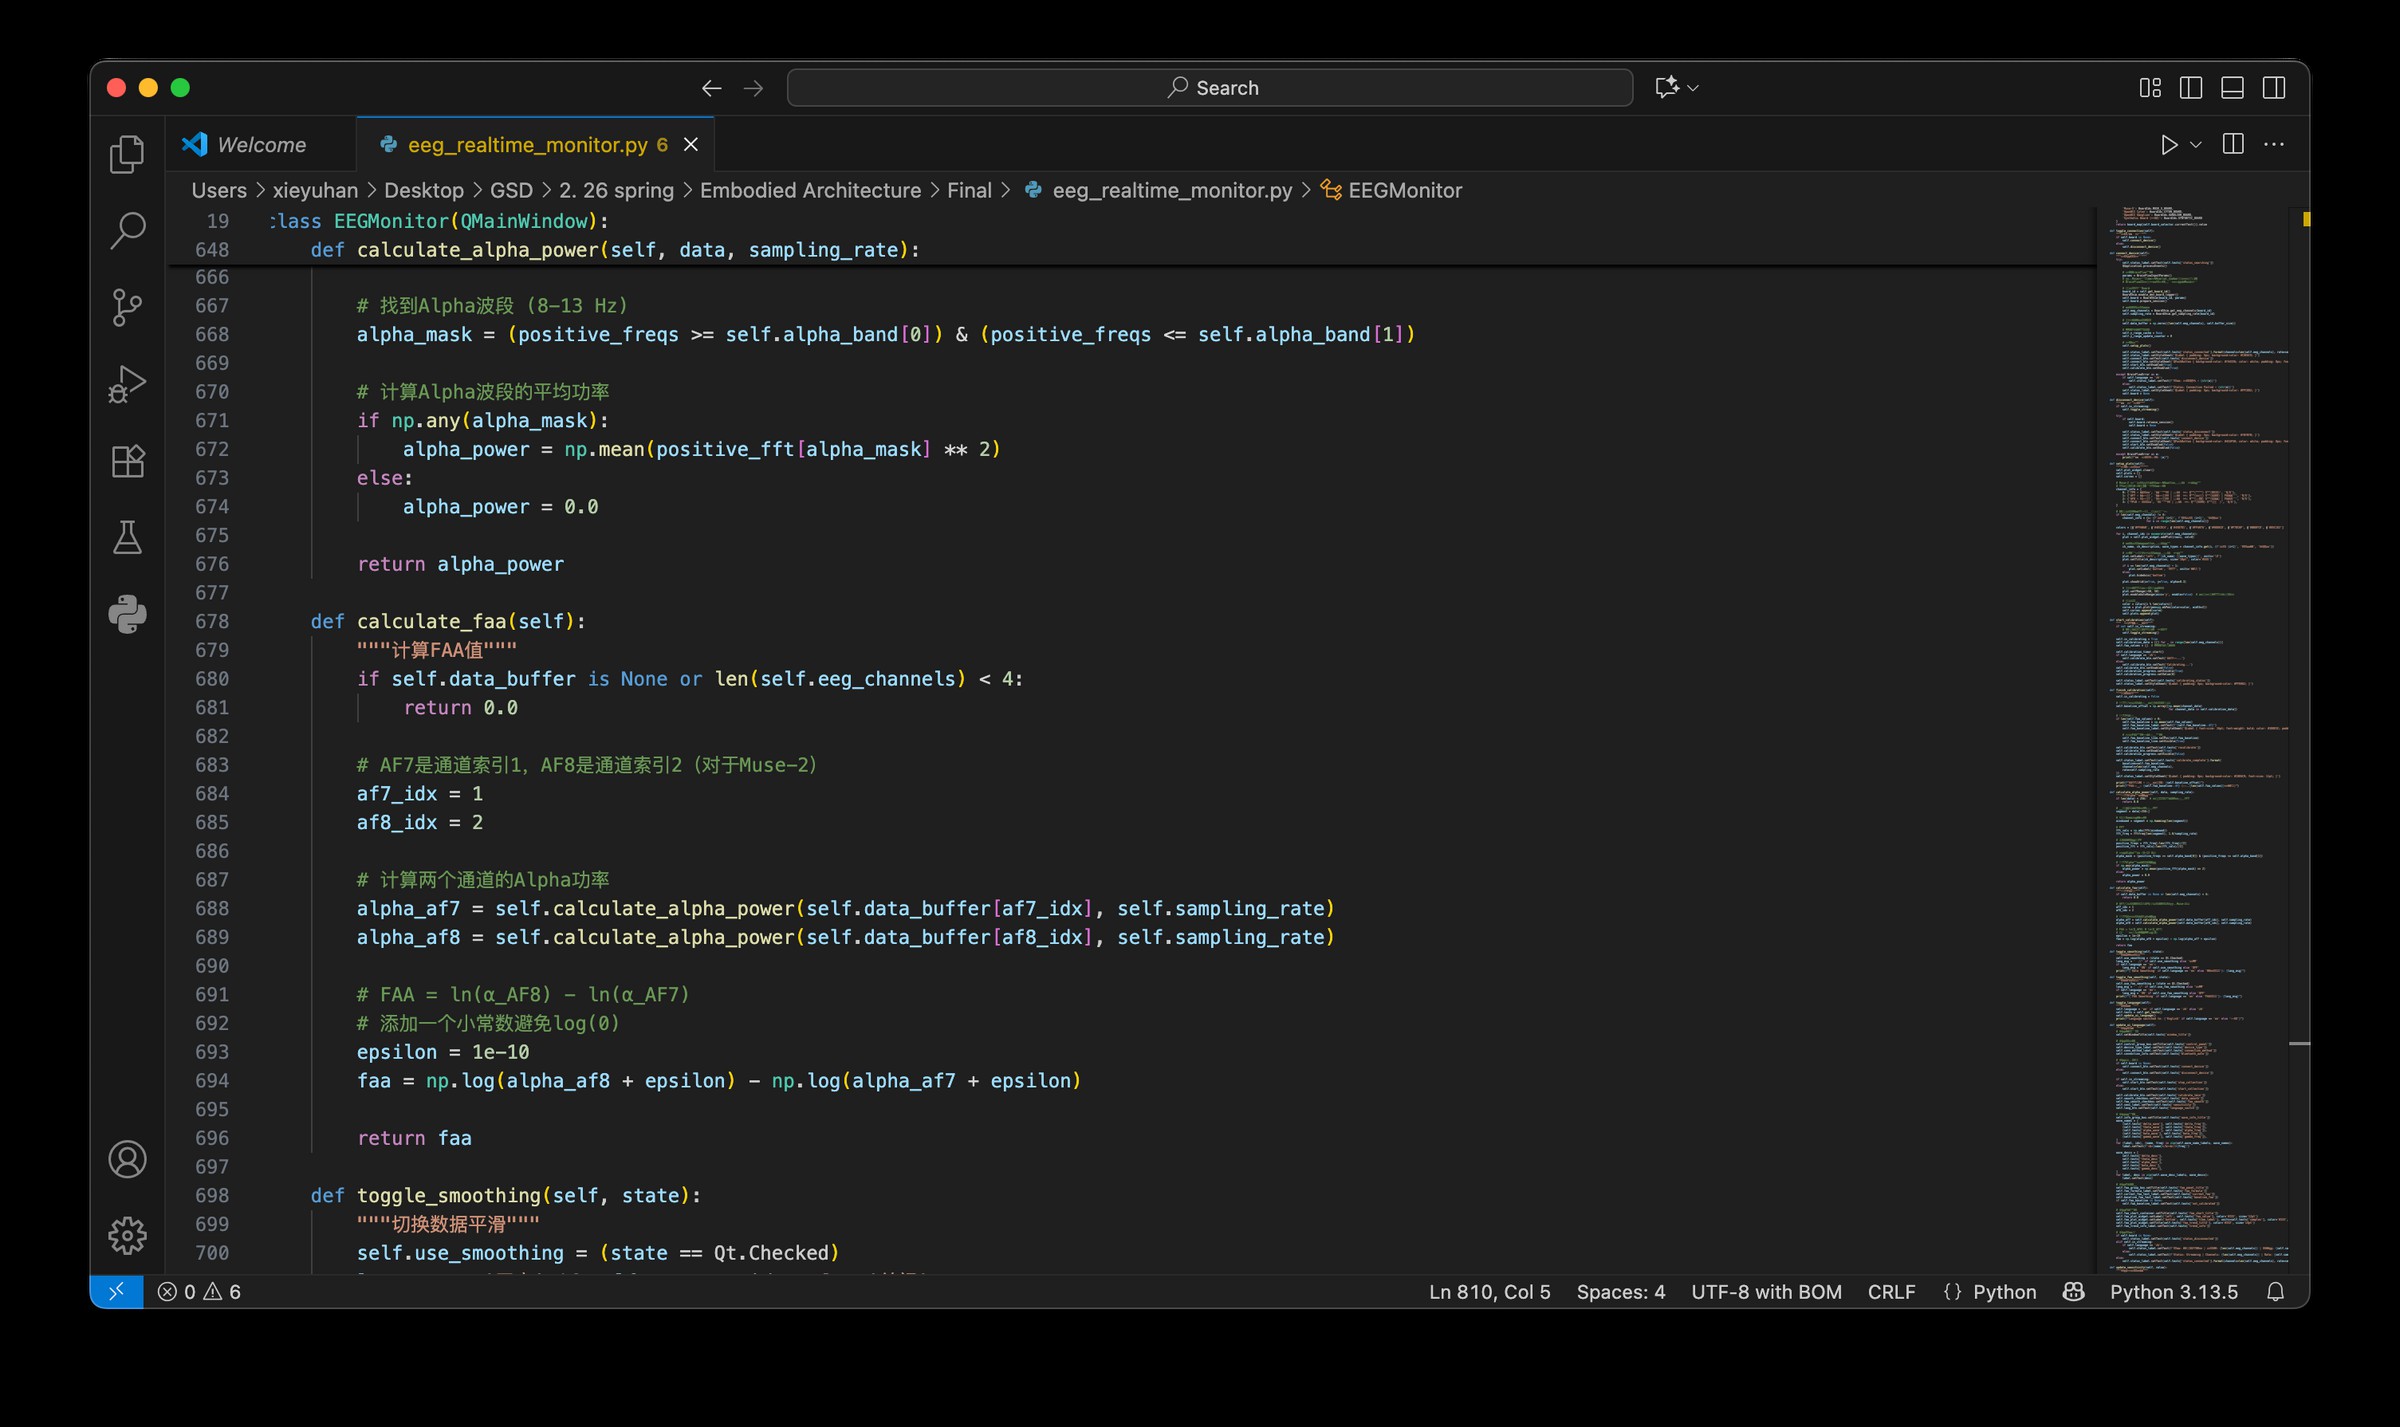 Search
Welcome
eeg_realtime_monitor.py 6
Users > xieyuhan > Desktop > GSD > 2. 26 spring > Embodied Architecture > Final > eeg_realtime_monitor.py > EEGMonitor
19 class EEGMonitor(QMainWindow):
648 def calculate_alpha_power(self, data, sampling_rate):
666
667 # 找到Alpha波段 (8-13 Hz)
668 alpha_mask = (positive_freqs >= self.alpha_band[0]) & (positive_freqs <= self.alpha_band[1])
669
670 # 计算Alpha波段的平均功率
671 if np.any(alpha_mask):
672 alpha_power = np.mean(positive_fft[alpha_mask] ** 2)
673 else:
674 alpha_power = 0.0
675
676 return alpha_power
677
678 def calculate_faa(self):
679 """计算FAA值"""
680 if self.data_buffer is None or len(self.eeg_channels) < 4:
681 return 0.0
682
683 # AF7是通道索引1, AF8是通道索引2（对于Muse-2）
684 af7_idx = 1
685 af8_idx = 2
686
687 # 计算两个通道的Alpha功率
688 alpha_af7 = self.calculate_alpha_power(self.data_buffer[af7_idx], self.sampling_rate)
689 alpha_af8 = self.calculate_alpha_power(self.data_buffer[af8_idx], self.sampling_rate)
690
691 # FAA = ln(α_AF8) - ln(α_AF7)
692 # 添加一个小常数避免log(0)
693 epsilon = 1e-10
694 faa = np.log(alpha_af8 + epsilon) - np.log(alpha_af7 + epsilon)
695
696 return faa
697
698 def toggle_smoothing(self, state):
699 """切换数据平滑"""
700 self.use_smoothing = (state == Qt.Checked)
0 6 Ln 810, Col 5 Spaces: 4 UTF-8 with BOM CRLF {} Python Python 3.13.5